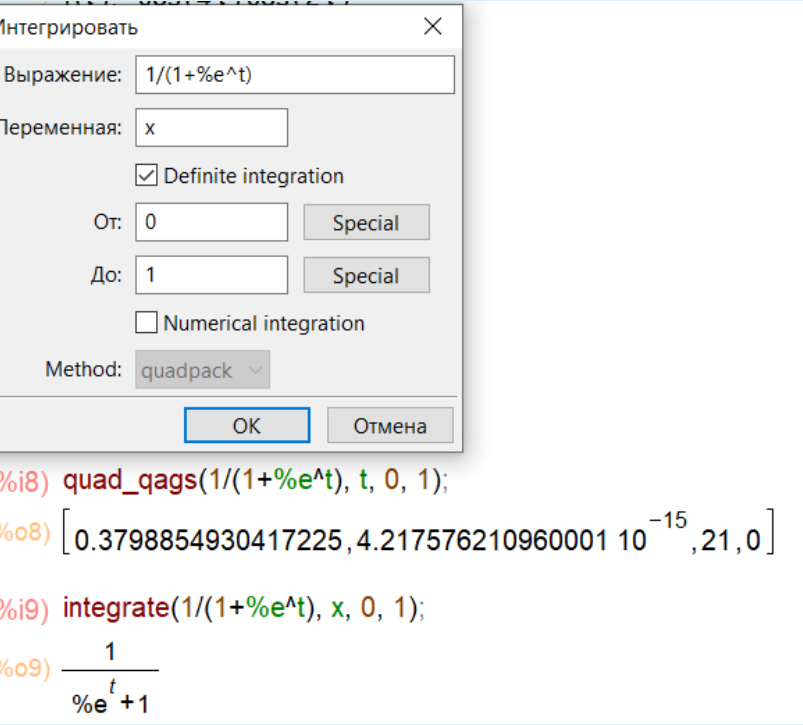 Интегрировать
Выражение: 1/(1+%e^t)
Переменная: x
Definite integration
От: 0 Special
До: 1 Special
Numerical integration
Method: quadpack
OK Отмена
%i8) quad_qags(1/(1+%e^t), t, 0, 1);
%o8) [0.3798854930417225,4.217576210960001 10^-15,21,0]
%i9) integrate(1/(1+%e^t), x, 0, 1);
%o9) 1
%e^t+1